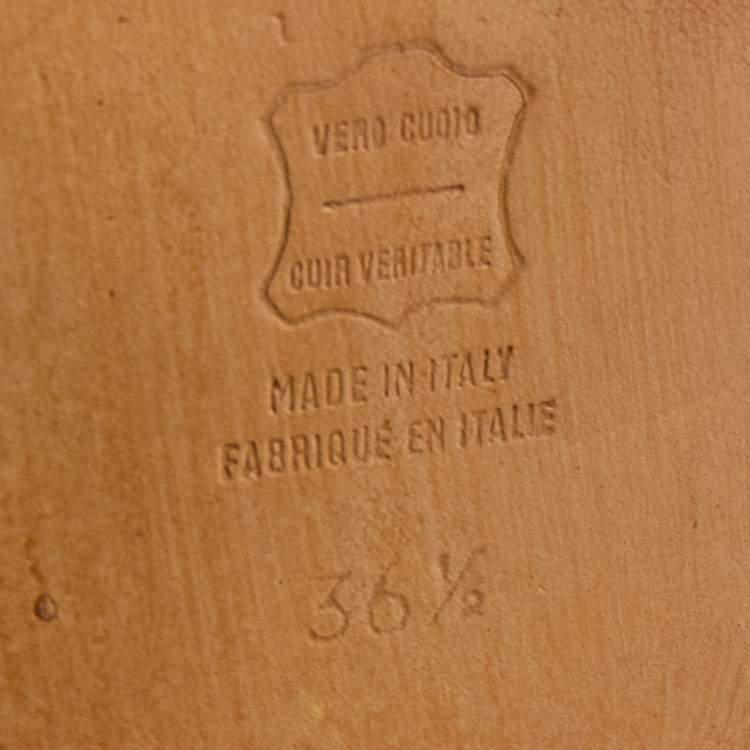 VERO CUOIO
CUIR VERITABLE
MADE IN ITALY
FABRIQUÉ EN ITALIE
36½